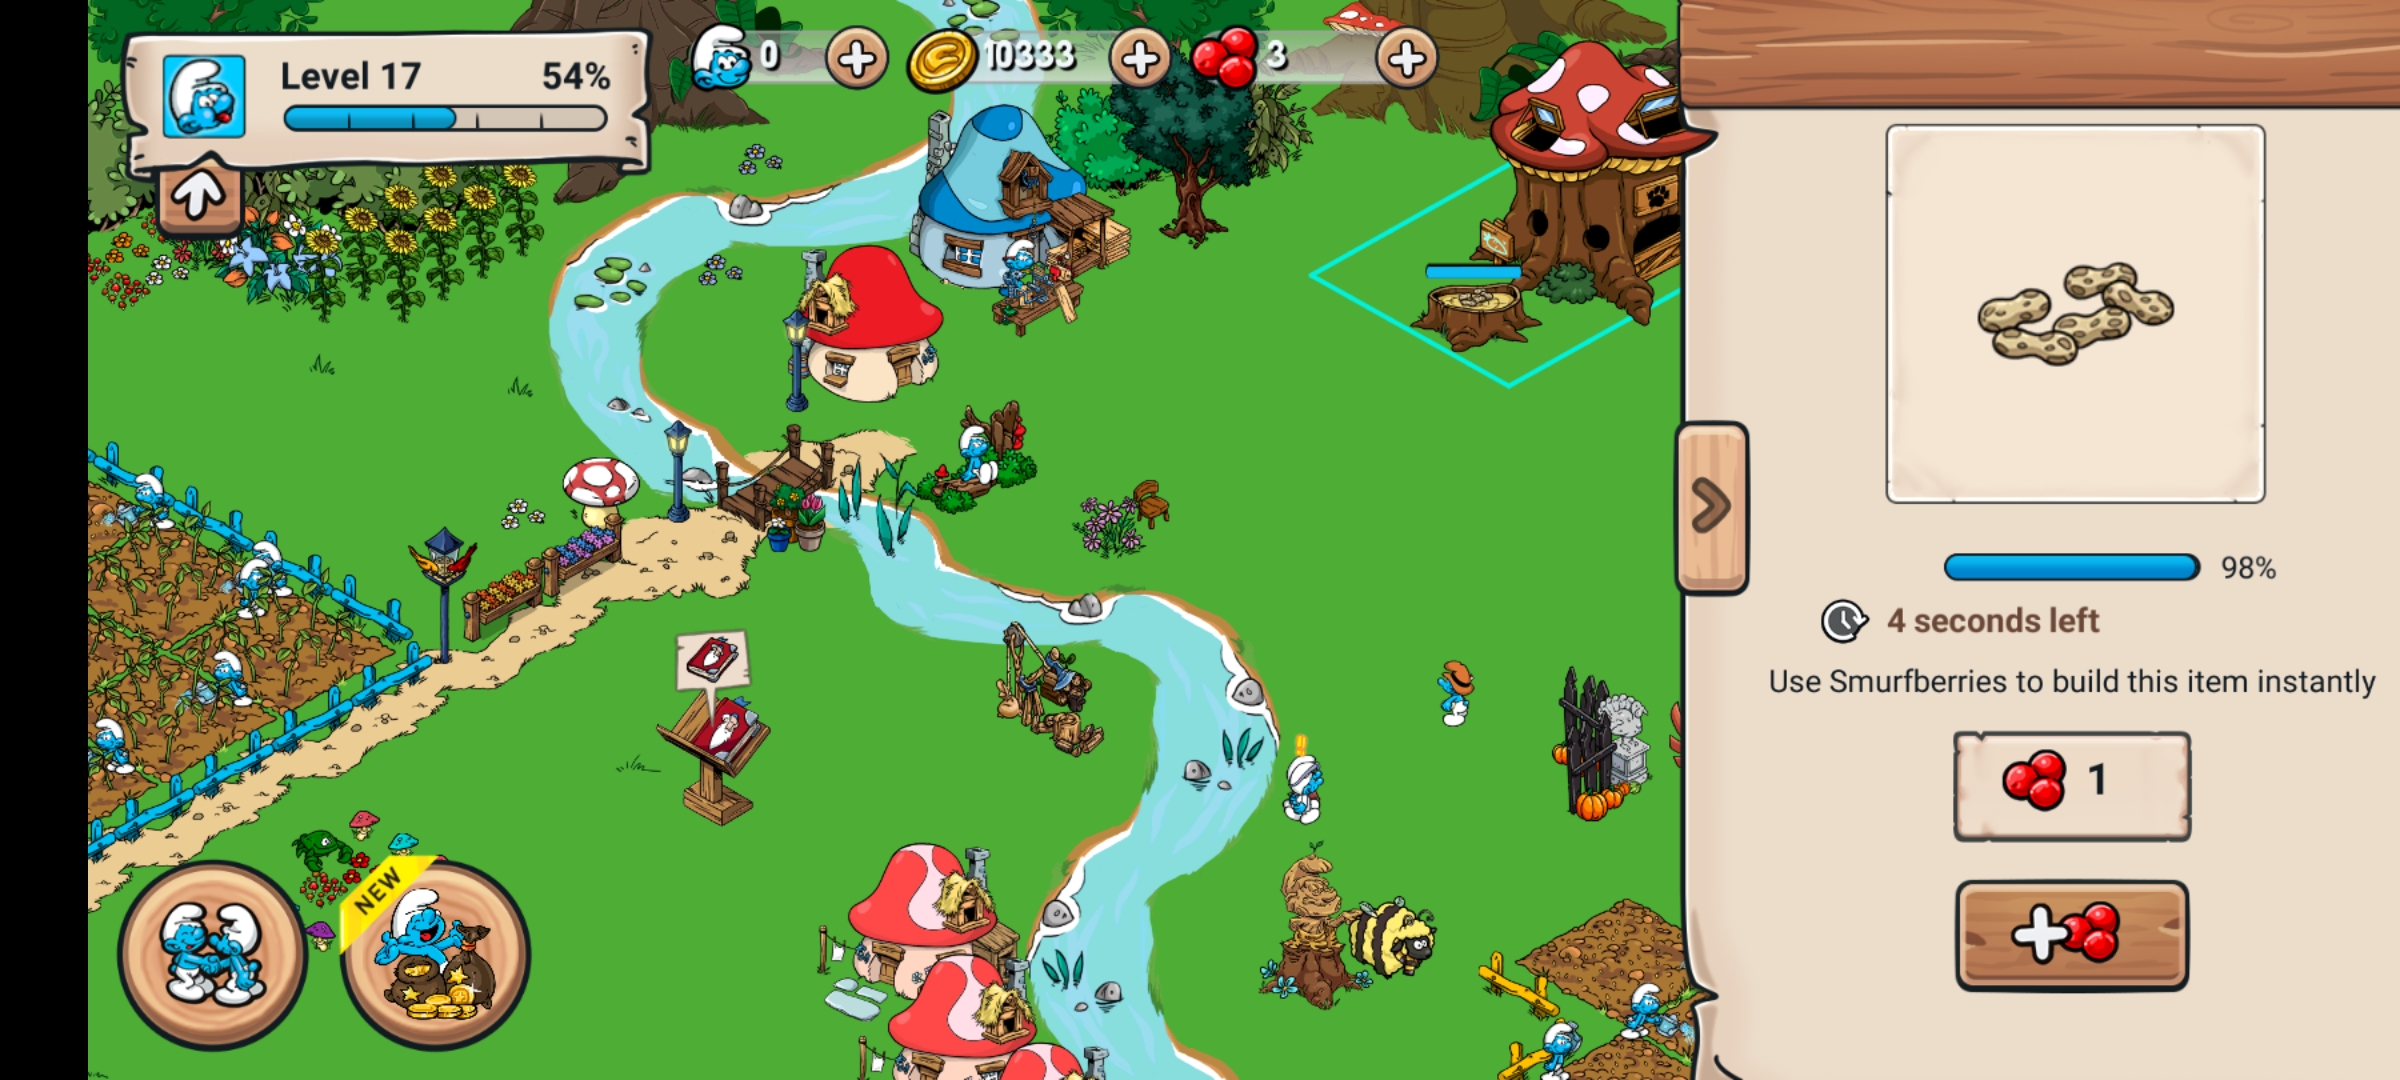 Level 17 54%
0
10333
3
98%
4 seconds left
Use Smurfberries to build this item instantly
1
NEW